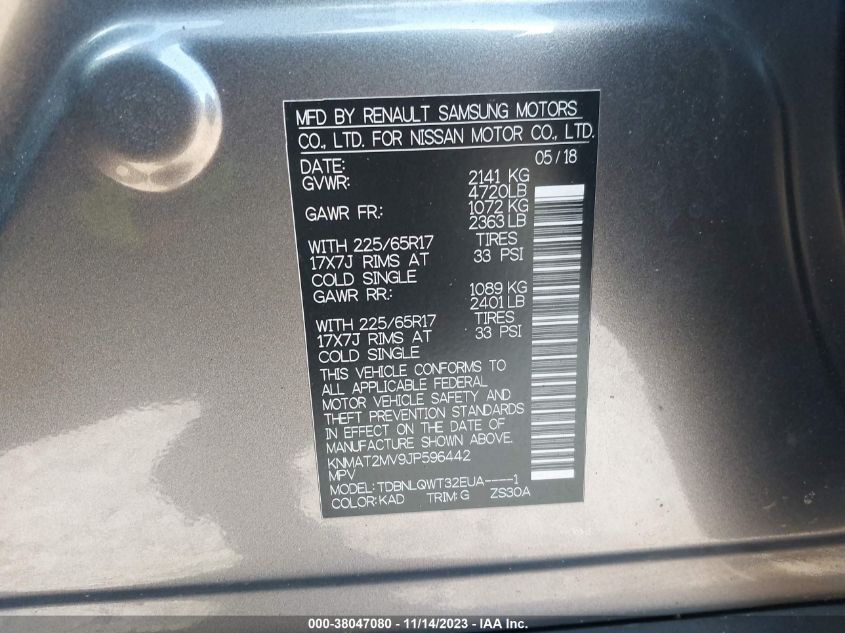 MFD BY RENAULT SAMSUNG MOTORS
CO., LTD. FOR NISSAN MOTOR CO., LTD.
DATE: 05 / 18
GVWR: 2141 KG
4720LB
GAWR FR: 1072 KG
2363 LB
WITH 225/65R17 TIRES
17X7J RIMS AT 33 PSI
COLD SINGLE
GAWR RR: 1089 KG
2401 LB
WITH 225/65R17 TIRES
17X7J RIMS AT 33 PSI
COLD SINGLE
THIS VEHICLE CONFORMS TO
ALL APPLICABLE FEDERAL
MOTOR VEHICLE SAFETY AND
THEFT PREVENTION STANDARDS
IN EFFECT ON THE DATE OF
MANUFACTURE SHOWN ABOVE.
KNMAT2MV9JP596442
MPV
MODEL: TDBNLQWT32EUA----1
COLOR: KAD TRIM: G ZS30A
000-38047080 - 11/14/2023 - IAA Inc.